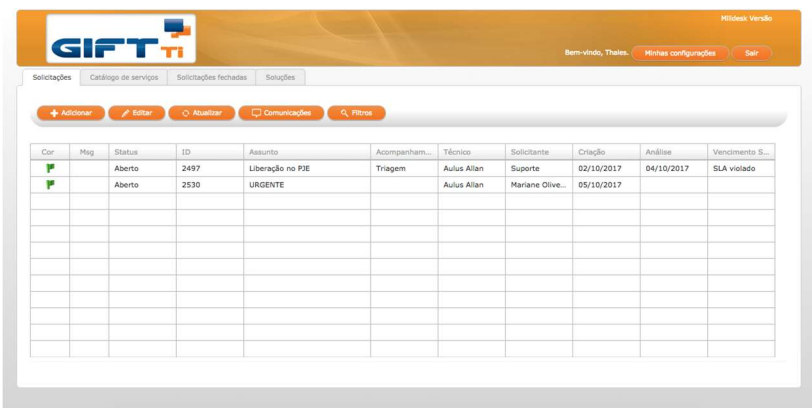 Milldesk Versão
GIFT Ti
Bem-vindo, Thales. Minhas configurações Sair
Solicitações Catálogo de serviços Solicitações fechadas Soluções
Adicionar Editar Atualizar Comunicações Filtros
Cor Msg Status ID Assunto Acompanham... Técnico Solicitante Criação Análise Vencimento S...
Aberto 2497 Liberação no PJE Triagem Aulus Allan Suporte 02/10/2017 04/10/2017 SLA violado
Aberto 2530 URGENTE Aulus Allan Mariane Olive... 05/10/2017